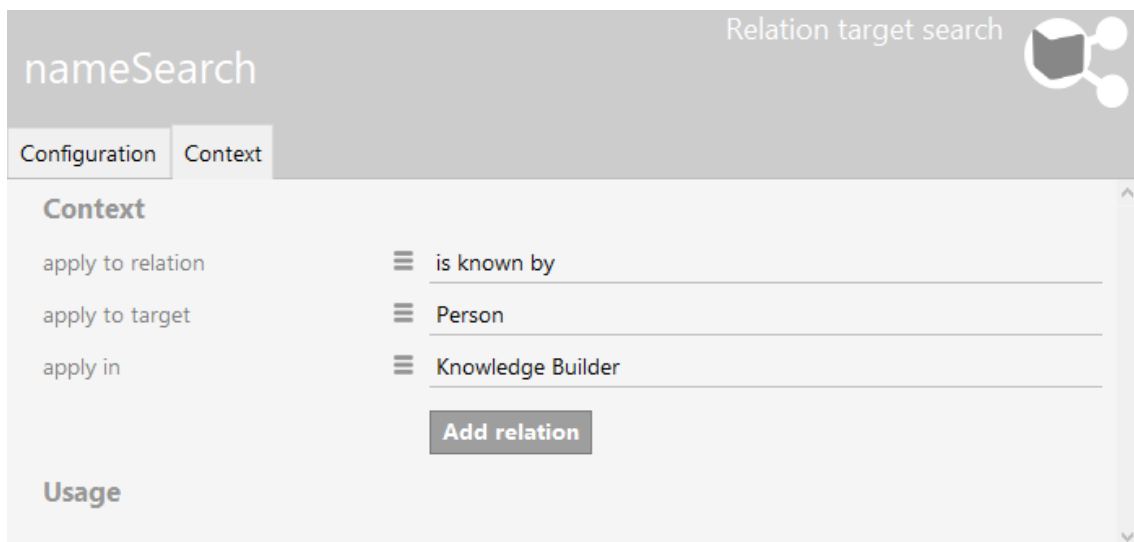 Relation target search
nameSearch
Configuration Context
Context
apply to relation is known by
apply to target Person
apply in Knowledge Builder
Add relation
Usage